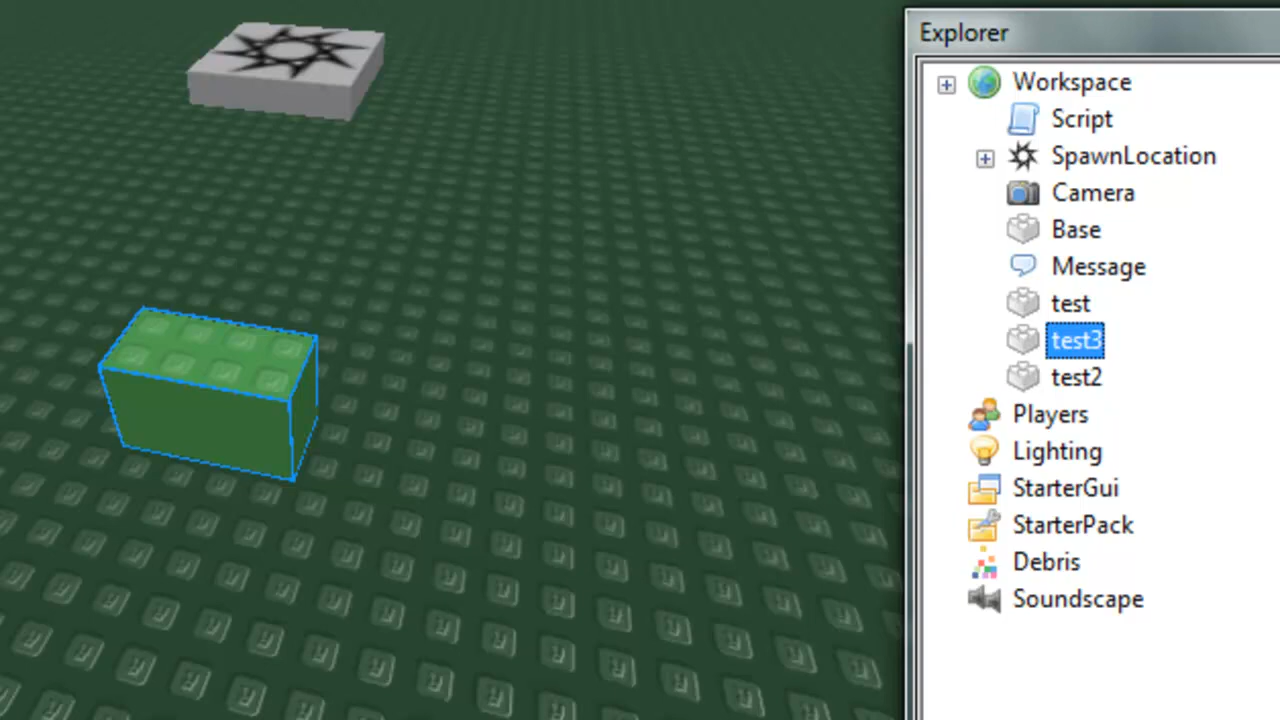 Explorer
Workspace
Script
SpawnLocation
Camera
Base
Message
test
test3
test2
Players
Lighting
StarterGui
StarterPack
Debris
Soundscape